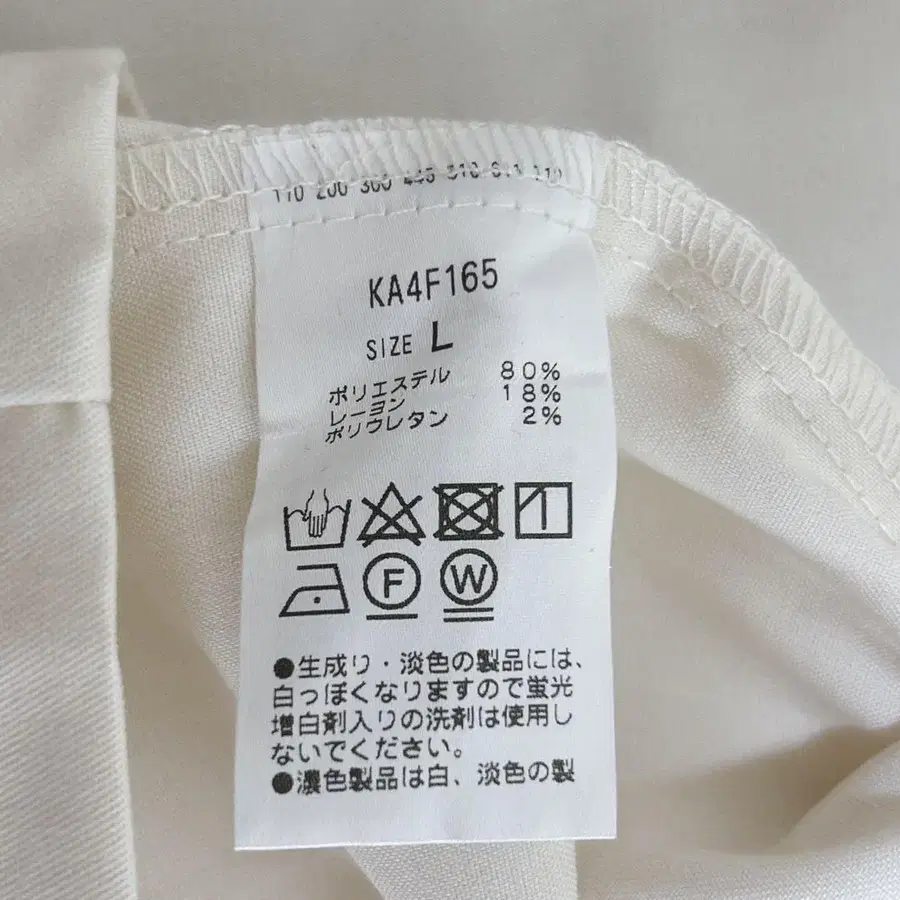 170 200 300
KA4F165
SIZE L
ポリエステル 80%
レーヨン 18%
ポリウレタン 2%
F W
●生成り・淡色の製品には、
白っぽくなりますので蛍光
増白剤入りの洗剤は使用し
ないでください。
●濃色製品は白、淡色の製